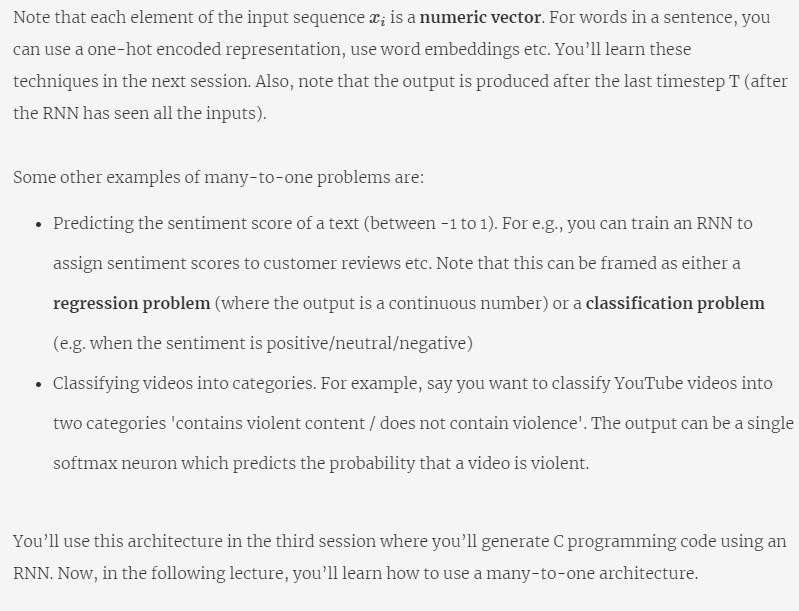 Note that each element of the input sequence xi is a numeric vector. For words in a sentence, you
can use a one-hot encoded representation, use word embeddings etc. You’ll learn these
techniques in the next session. Also, note that the output is produced after the last timestep T (after
the RNN has seen all the inputs).
Some other examples of many-to-one problems are:
• Predicting the sentiment score of a text (between -1 to 1). For e.g., you can train an RNN to
assign sentiment scores to customer reviews etc. Note that this can be framed as either a
regression problem (where the output is a continuous number) or a classification problem
(e.g. when the sentiment is positive/neutral/negative)
• Classifying videos into categories. For example, say you want to classify YouTube videos into
two categories 'contains violent content / does not contain violence'. The output can be a single
softmax neuron which predicts the probability that a video is violent.
You’ll use this architecture in the third session where you’ll generate C programming code using an
RNN. Now, in the following lecture, you’ll learn how to use a many-to-one architecture.